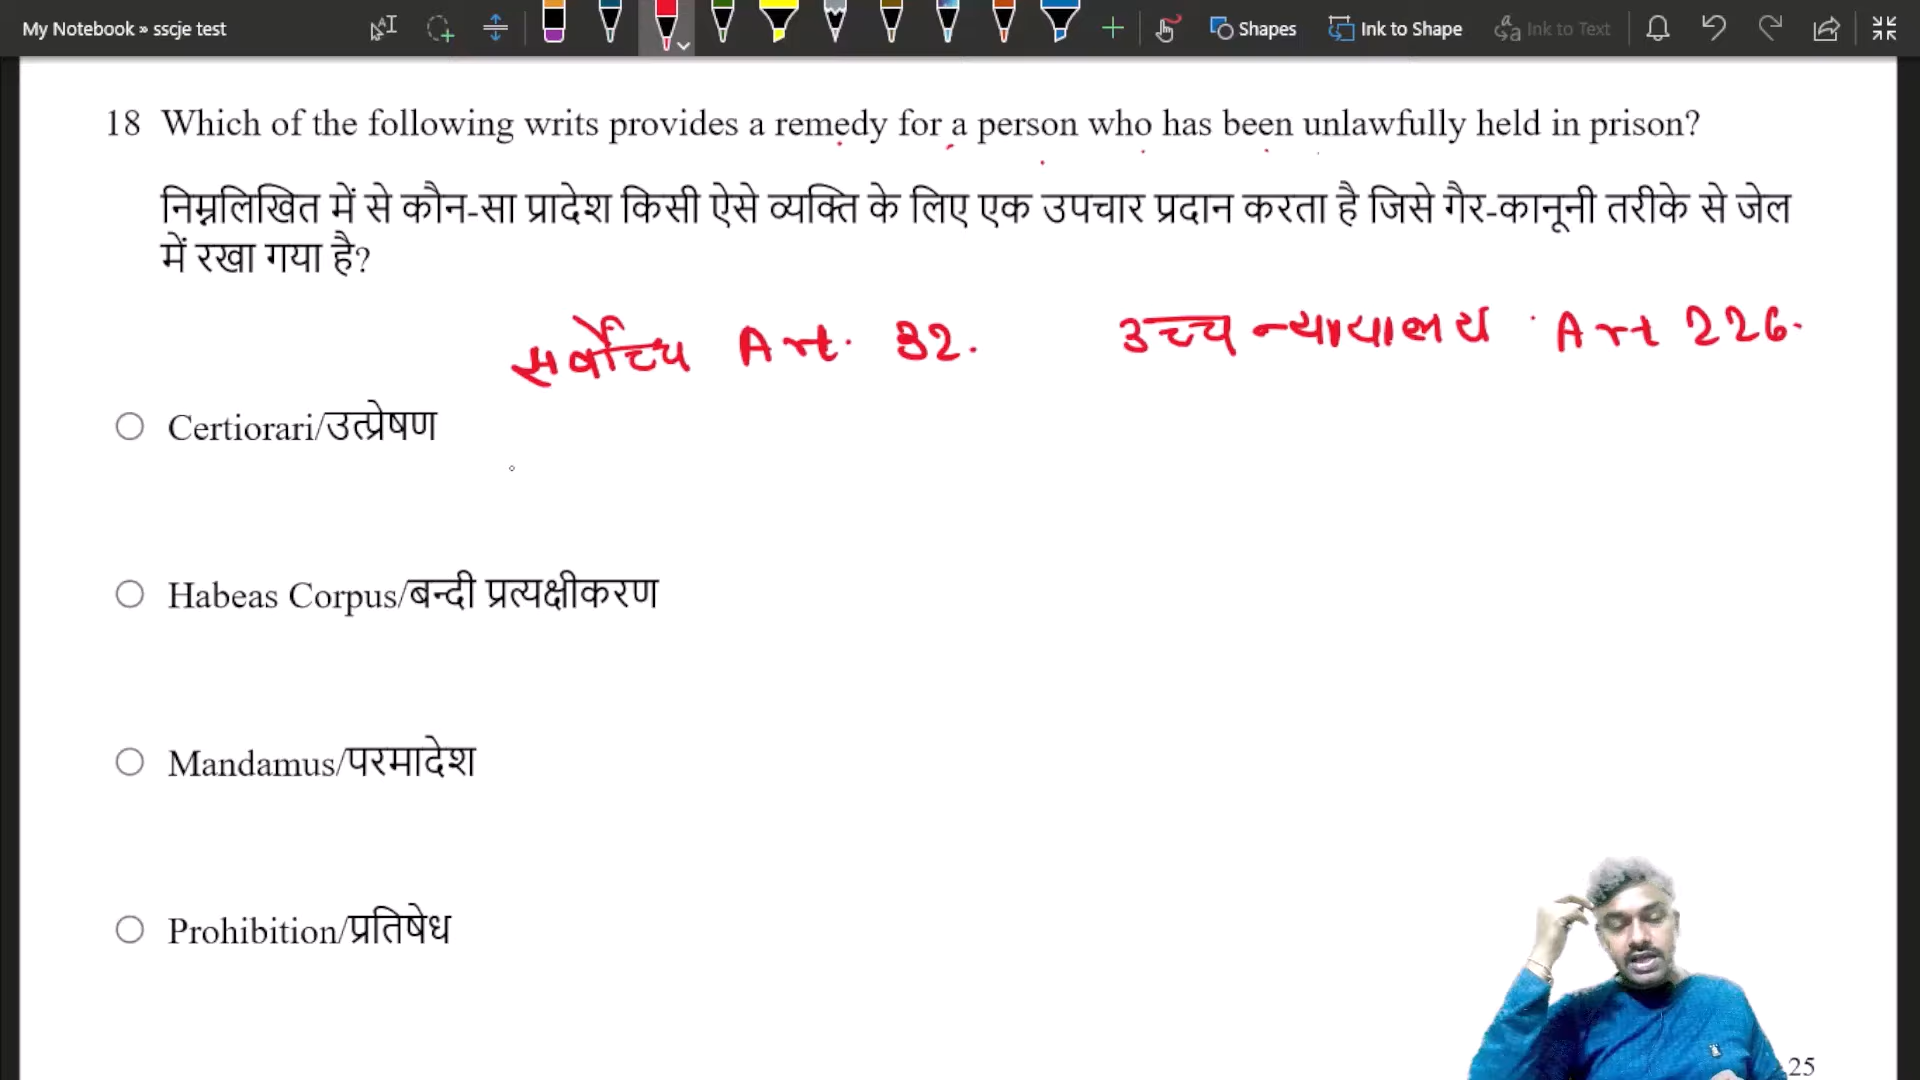 My Notebook » sscje test
Shapes
Ink to Shape
Ink to Text
18 Which of the following writs provides a remedy for a person who has been unlawfully held in prison?
निम्नलिखित में से कौन-सा प्रादेश किसी ऐसे व्यक्ति के लिए एक उपचार प्रदान करता है जिसे गैर-कानूनी तरीके से जेल
में रखा गया है?
सर्वोच्च Art. 32. उच्च न्यायालय Art 226.
Certiorari/उत्प्रेषण
Habeas Corpus/बन्दी प्रत्यक्षीकरण
Mandamus/परमादेश
Prohibition/प्रतिषेध
25